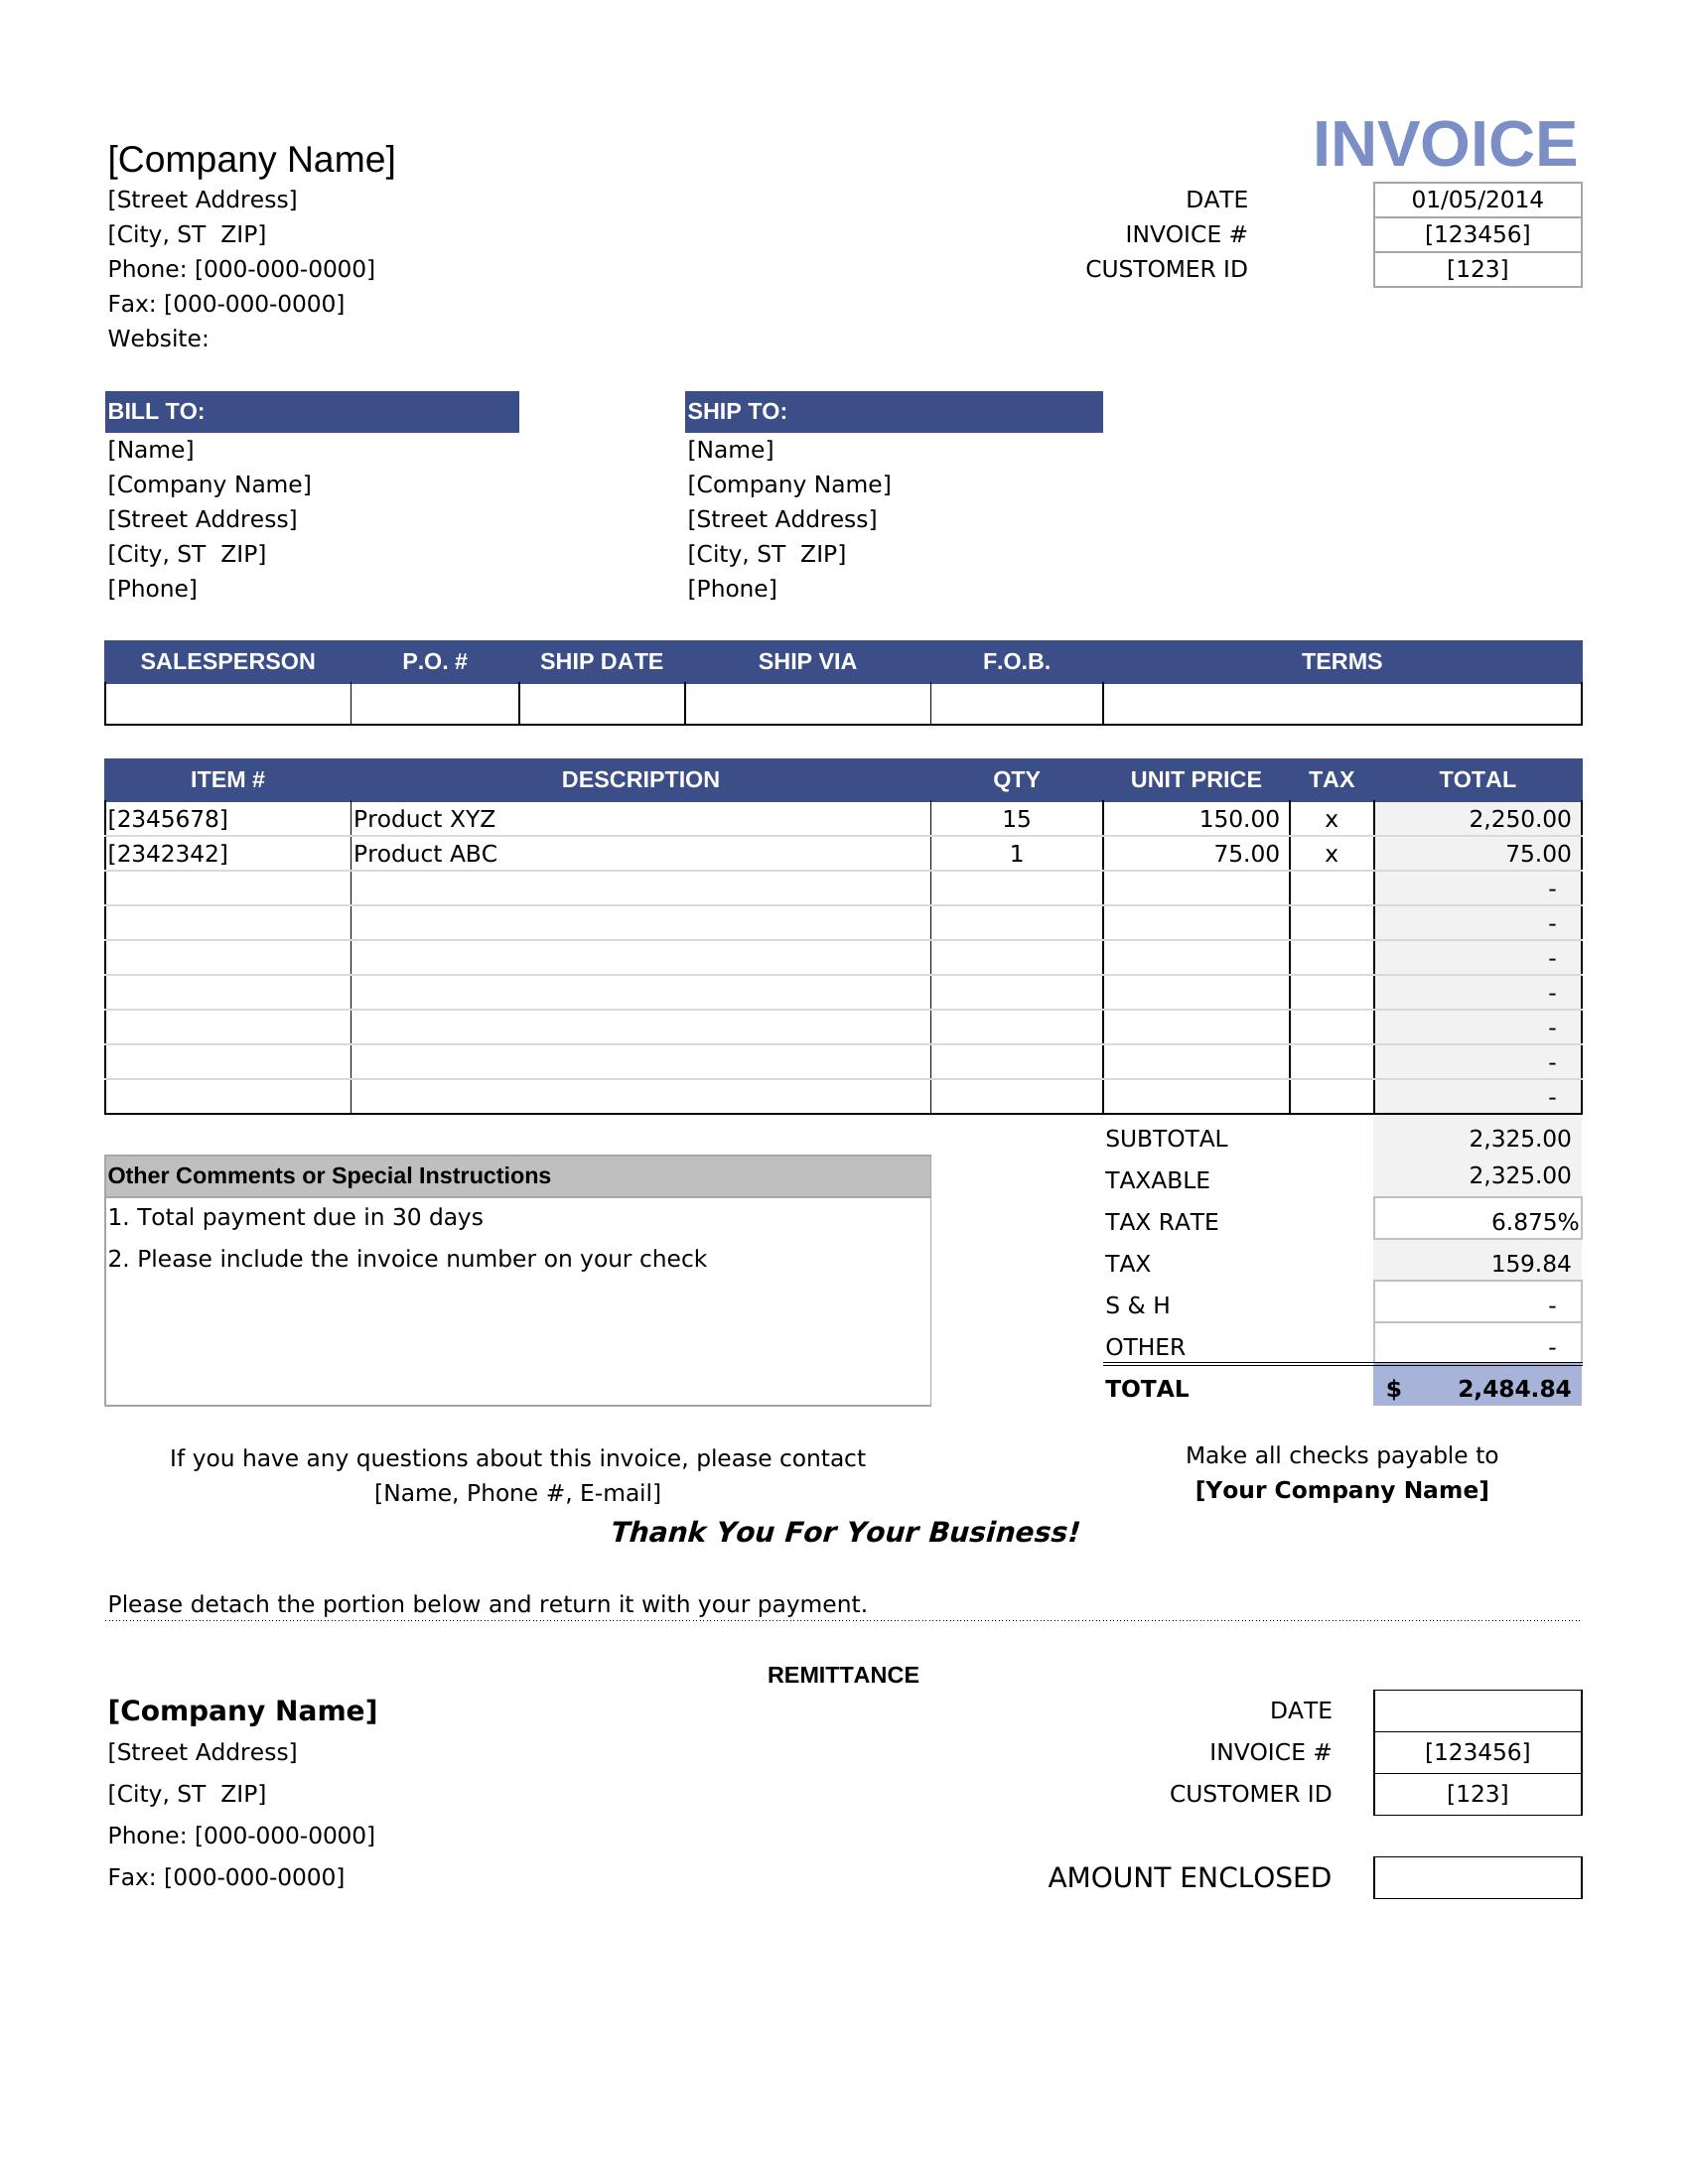 INVOICE
[Company Name]
[Street Address]
DATE 01/05/2014
[City, ST  ZIP]
INVOICE # [123456]
Phone: [000-000-0000]
CUSTOMER ID [123]
Fax: [000-000-0000]
Website:
BILL TO: SHIP TO:
[Name] [Name]
[Company Name] [Company Name]
[Street Address] [Street Address]
[City, ST  ZIP] [City, ST  ZIP]
[Phone] [Phone]
SALESPERSON P.O. # SHIP DATE SHIP VIA F.O.B. TERMS
ITEM # DESCRIPTION QTY UNIT PRICE TAX TOTAL
[2345678] Product XYZ 15 150.00 x 2,250.00
[2342342] Product ABC 1 75.00 x 75.00
-
-
-
-
-
-
-
SUBTOTAL 2,325.00
Other Comments or Special Instructions
TAXABLE 2,325.00
1. Total payment due in 30 days
TAX RATE 6.875%
2. Please include the invoice number on your check
TAX 159.84
S & H -
OTHER -
TOTAL $ 2,484.84
If you have any questions about this invoice, please contact
[Name, Phone #, E-mail]
Make all checks payable to
[Your Company Name]
Thank You For Your Business!
Please detach the portion below and return it with your payment.
REMITTANCE
[Company Name]
DATE
[Street Address]
INVOICE # [123456]
[City, ST  ZIP]
CUSTOMER ID [123]
Phone: [000-000-0000]
Fax: [000-000-0000]
AMOUNT ENCLOSED